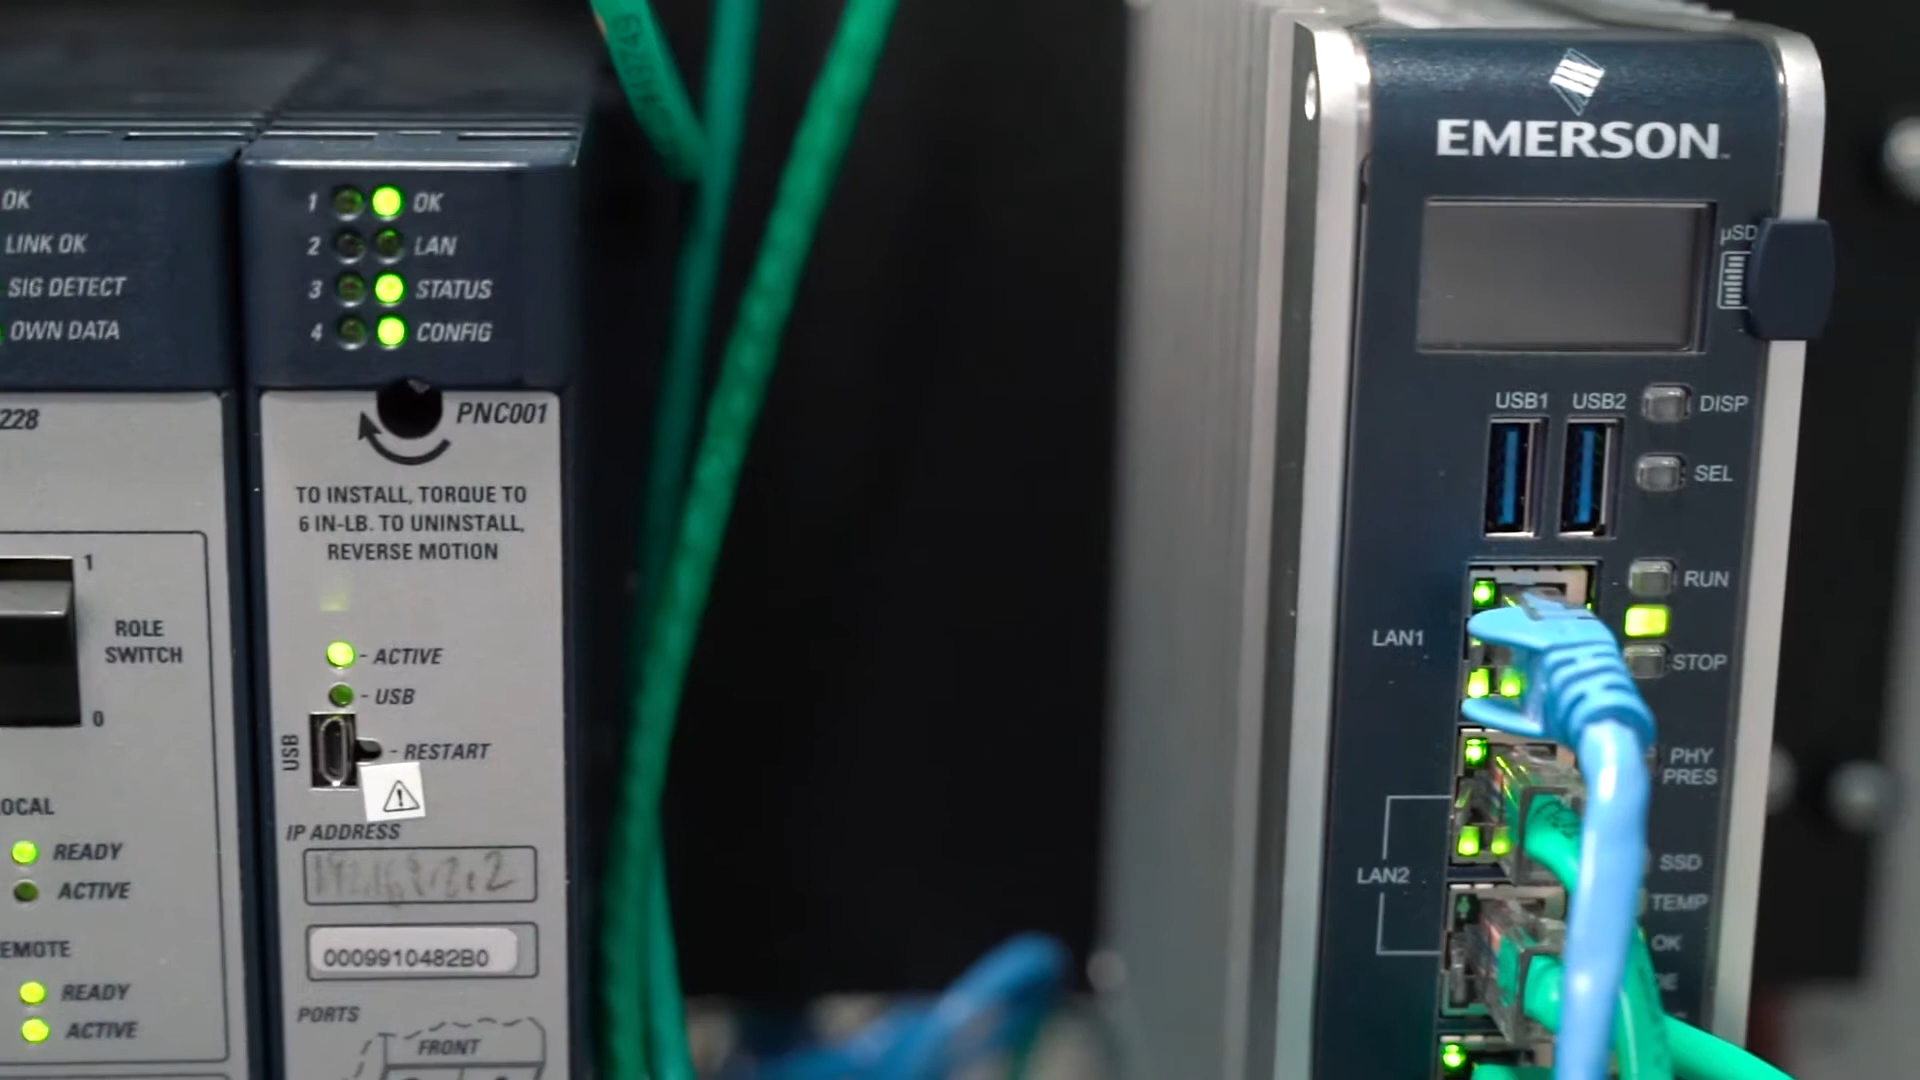 OK
LINK OK
SIG DETECT
OWN DATA
228
1
ROLE
SWITCH
0
OCAL
READY
ACTIVE
EMOTE
READY
ACTIVE
1 OK
2 LAN
3 STATUS
4 CONFIG
PNC001
TO INSTALL, TORQUE TO
6 IN-LB. TO UNINSTALL,
REVERSE MOTION
- ACTIVE
- USB
USB
- RESTART
IP ADDRESS
0009910482B0
PORTS
FRONT
EMERSON
µSD
USB1 USB2 DISP
SEL
RUN
LAN1
STOP
PHY
PRES
LAN2
SSD
TEMP
OK